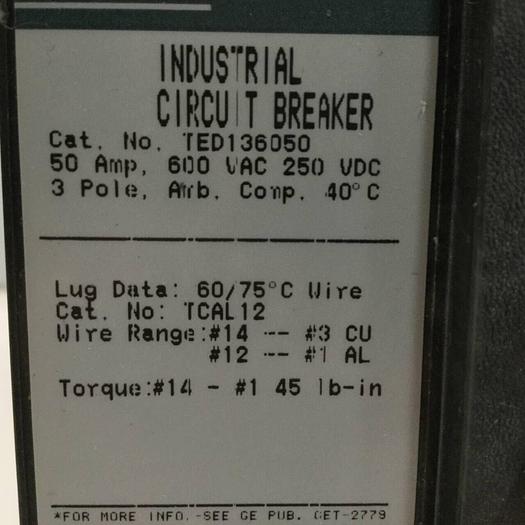 INDUSTRIAL
CIRCUIT BREAKER
Cat. No. TED136050
50 Amp, 600 VAC 250 VDC
3 Pole, Amb. Comp. 40°C
Lug Data: 60/75°C Wire
Cat. No: TCAL12
Wire Range:#14 -- #3 CU
#12 -- #1 AL
Torque:#14 - #1 45 lb-in
*FOR MORE INFO.-SEE GE PUB. GET-2779